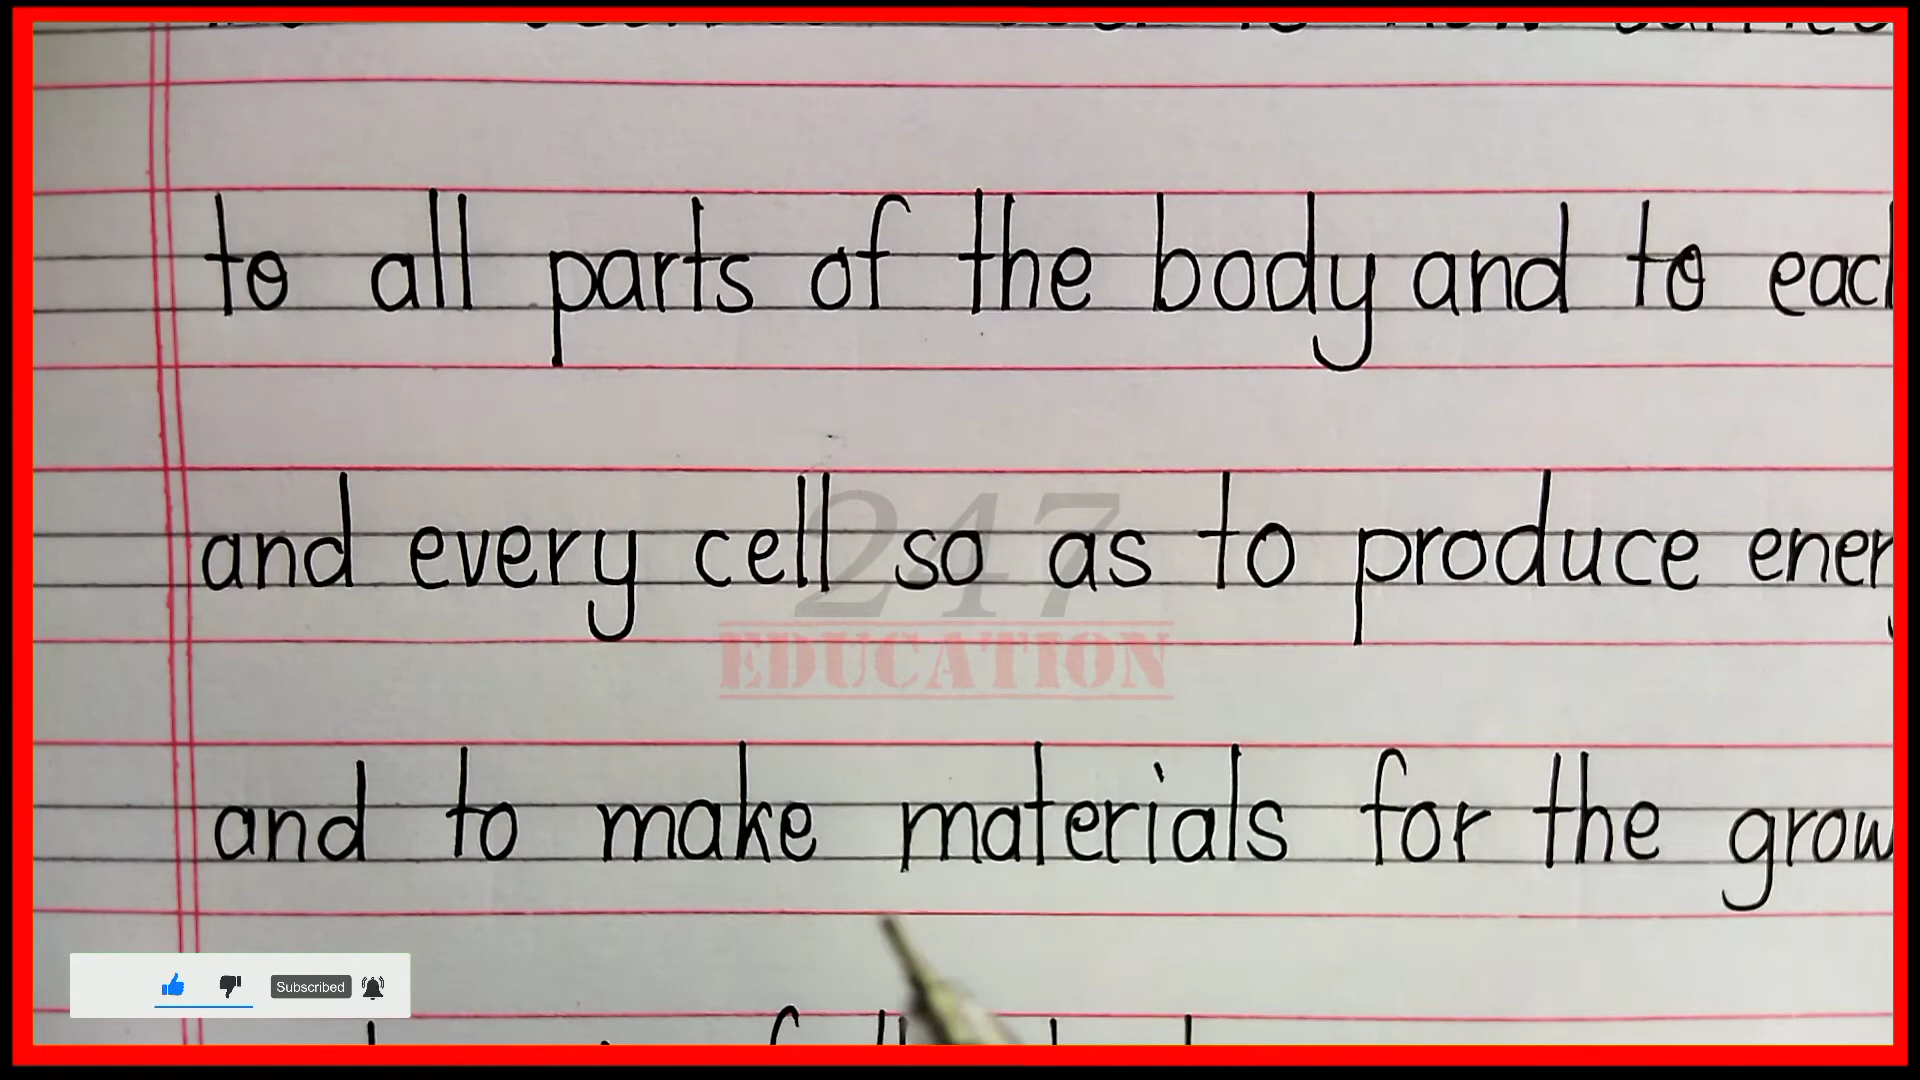 to all parts of the body and to each
and every cell so as to produce ener
and to make materials for the grow
247
EDUCATION
Subscribed